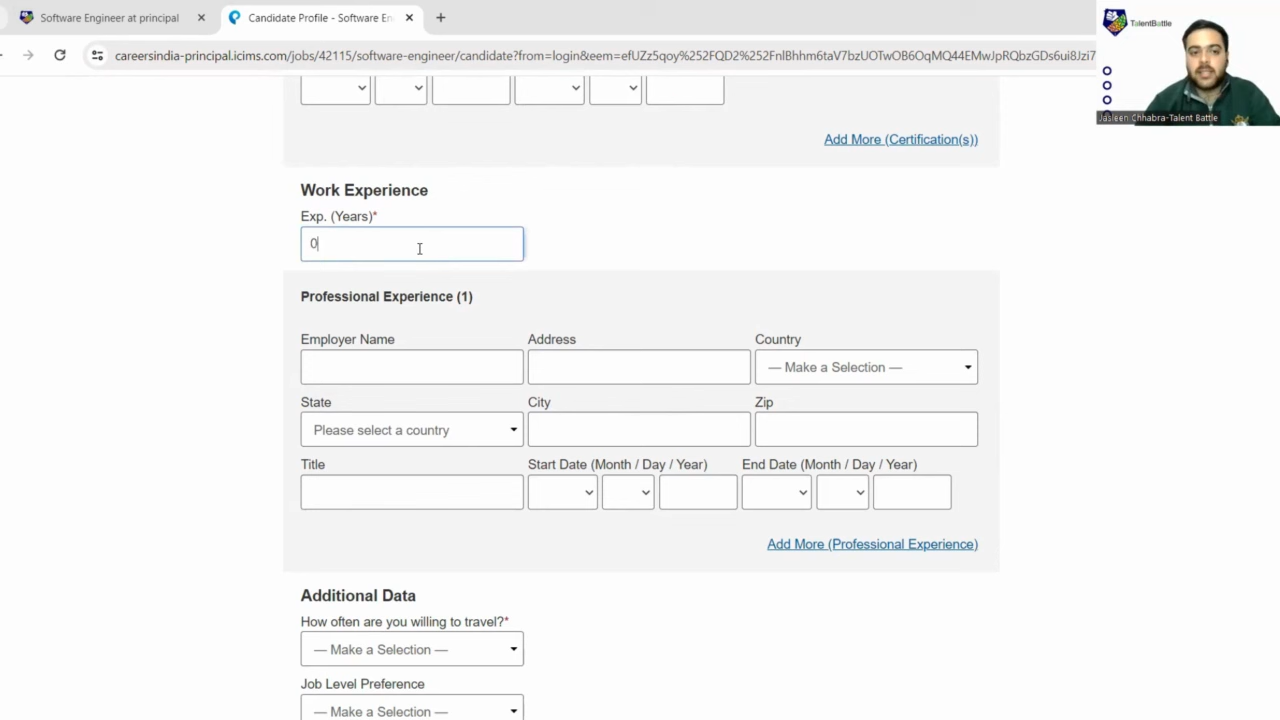 Software Engineer at principal
Candidate Profile - Software En
careersindia-principal.icims.com/jobs/42115/software-engineer/candidate?from=login&eem=efUZz5qoy%252FQD2%252FnlBhhm6taV7bzUOTwOB6OqMQ44EMwJpRQbzGDs6ui8Jzi7
TalentBattle
Jasleen Chhabra-Talent Battle
Add More (Certification(s))
Work Experience
Exp. (Years)*
0
Professional Experience (1)
Employer Name Address Country
— Make a Selection —
State City Zip
Please select a country
Title Start Date (Month / Day / Year) End Date (Month / Day / Year)
Add More (Professional Experience)
Additional Data
How often are you willing to travel?*
— Make a Selection —
Job Level Preference
— Make a Selection —